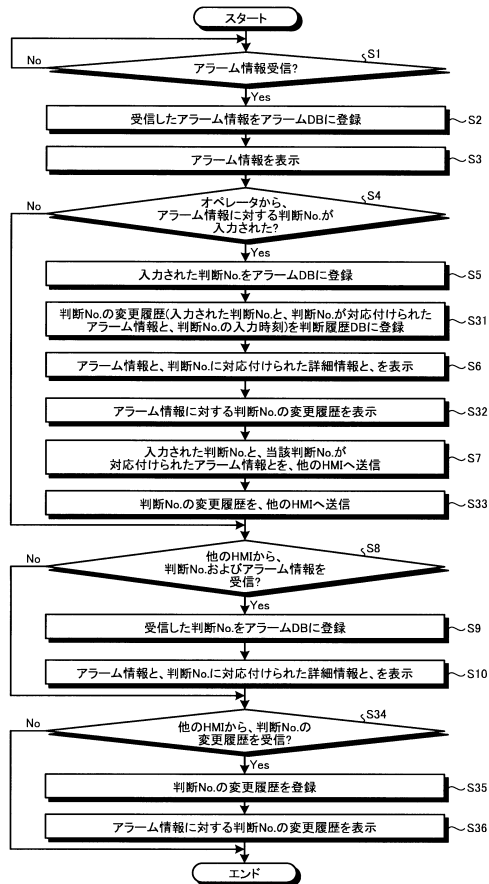 スタート
S1
No
アラーム情報受信?
Yes
受信したアラーム情報をアラームDBに登録
S2
アラーム情報を表示
S3
S4
No
オペレータから、
アラーム情報に対する判断No.が
入力された?
Yes
入力された判断No.をアラームDBに登録
S5
判断No.の変更履歴(入力された判断No.と、判断No.が対応付けられた
アラーム情報と、判断No.の入力時刻)を判断履歴DBに登録
S31
アラーム情報と、判断No.に対応付けられた詳細情報と、を表示
S6
アラーム情報に対する判断No.の変更履歴を表示
S32
入力された判断No.と、当該判断No.が
対応付けられたアラーム情報とを、他のHMIへ送信
S7
判断No.の変更履歴を、他のHMIへ送信
S33
S8
No
他のHMIから、
判断No.およびアラーム情報を
受信?
Yes
受信した判断No.をアラームDBに登録
S9
アラーム情報と、判断No.に対応付けられた詳細情報と、を表示
S10
S34
No
他のHMIから、判断No.の
変更履歴を受信?
Yes
判断No.の変更履歴を登録
S35
アラーム情報に対する判断No.の変更履歴を表示
S36
エンド